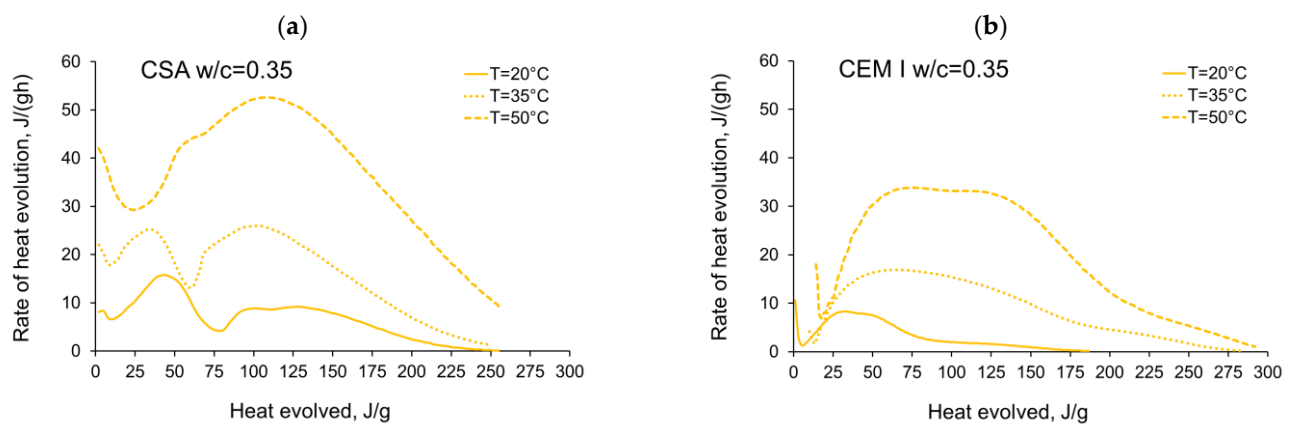 (a)
CSA w/c=0.35
T=20°C
T=35°C
T=50°C
Rate of heat evolution, J/(gh)
60
50
40
30
20
10
0
0 25 50 75 100 125 150 175 200 225 250 275 300
Heat evolved, J/g
(b)
CEM I w/c=0.35
T=20°C
T=35°C
T=50°C
Rate of heat evolution, J/(gh)
60
50
40
30
20
10
0
0 25 50 75 100 125 150 175 200 225 250 275 300
Heat evolved, J/g